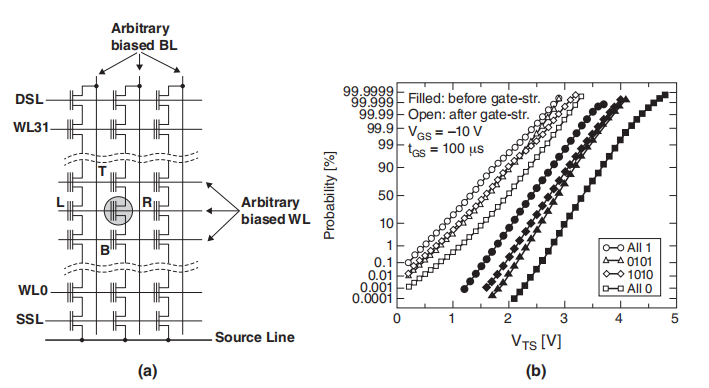 Arbitrary
biased BL
DSL
WL31
T
L
R
B
Arbitrary
biased WL
WL0
SSL
Source Line
(a)
Probability [%]
99.9999
99.999
99.99
99.9
99
90
50
10
1
0.1
0.01
0.001
0.0001
Filled: before gate-str.
Open: after gate-str.
VGS = –10 V
tGS = 100 μs
All 1
0101
1010
All 0
0 1 2 3 4 5
VTS [V]
(b)